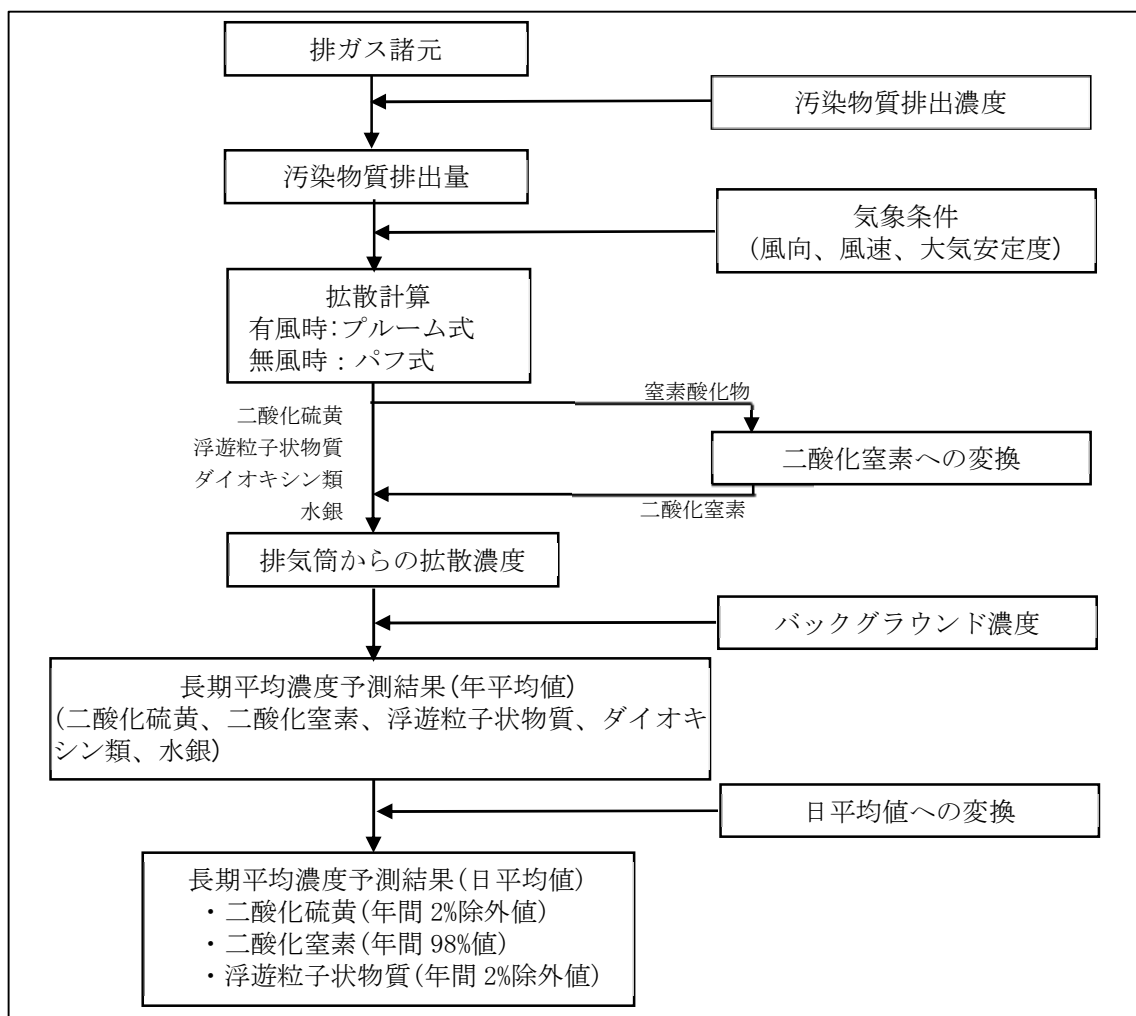 排ガス諸元
汚染物質排出濃度
汚染物質排出量
気象条件
(風向、風速、大気安定度)
拡散計算
有風時:プルーム式
無風時：パフ式
窒素酸化物
二酸化硫黄
浮遊粒子状物質
ダイオキシン類
水銀
二酸化窒素への変換
二酸化窒素
排気筒からの拡散濃度
バックグラウンド濃度
長期平均濃度予測結果(年平均値)
(二酸化硫黄、二酸化窒素、浮遊粒子状物質、ダイオキ
シン類、水銀)
日平均値への変換
長期平均濃度予測結果(日平均値)
・二酸化硫黄(年間 2%除外値)
・二酸化窒素(年間 98%値)
・浮遊粒子状物質(年間 2%除外値)